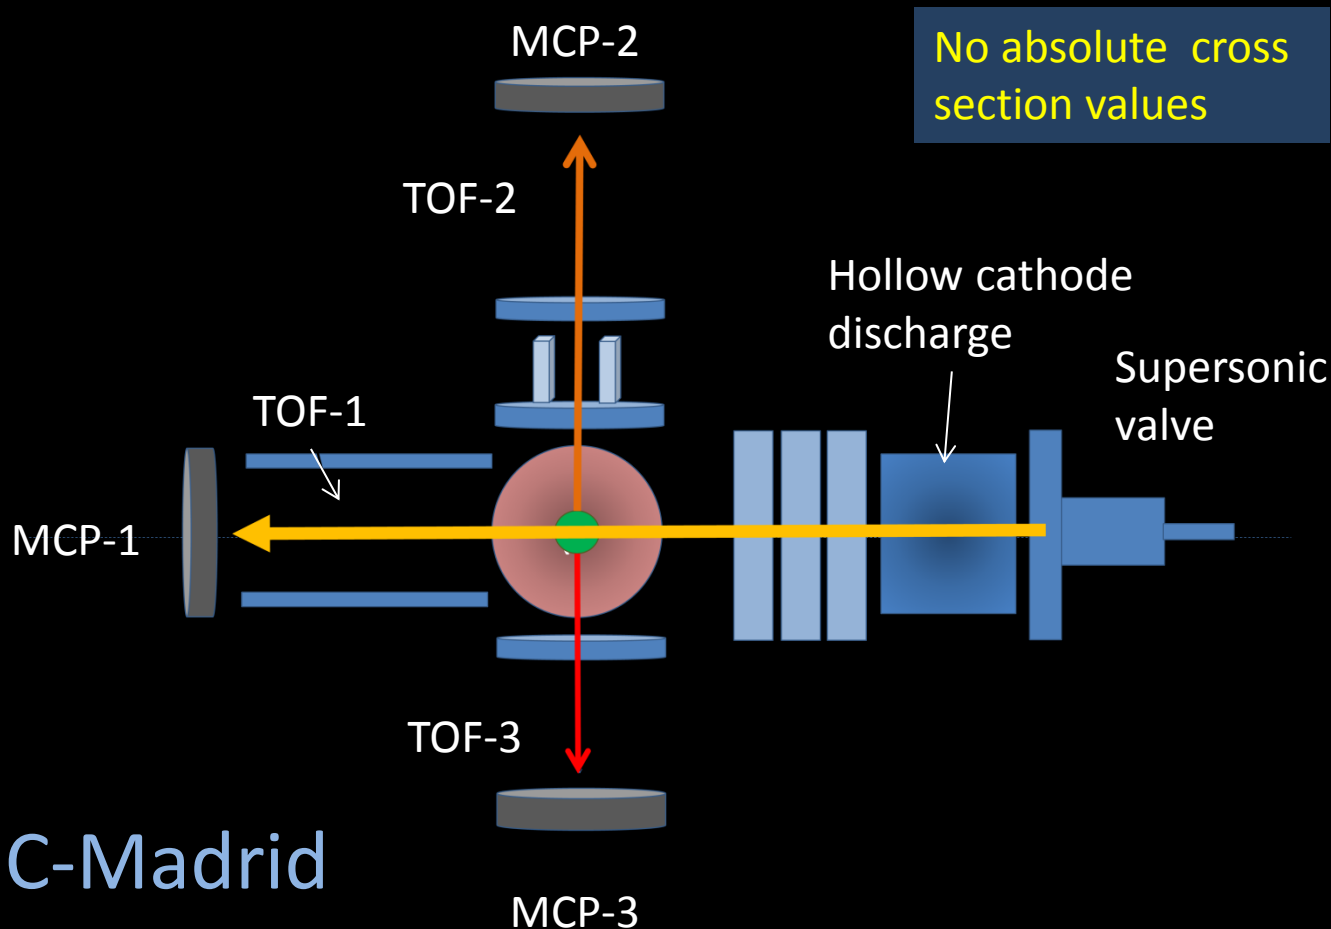 MCP-2
No absolute cross
section values
TOF-2
Hollow cathode
discharge
Supersonic
valve
TOF-1
MCP-1
TOF-3
C-Madrid
MCP-3